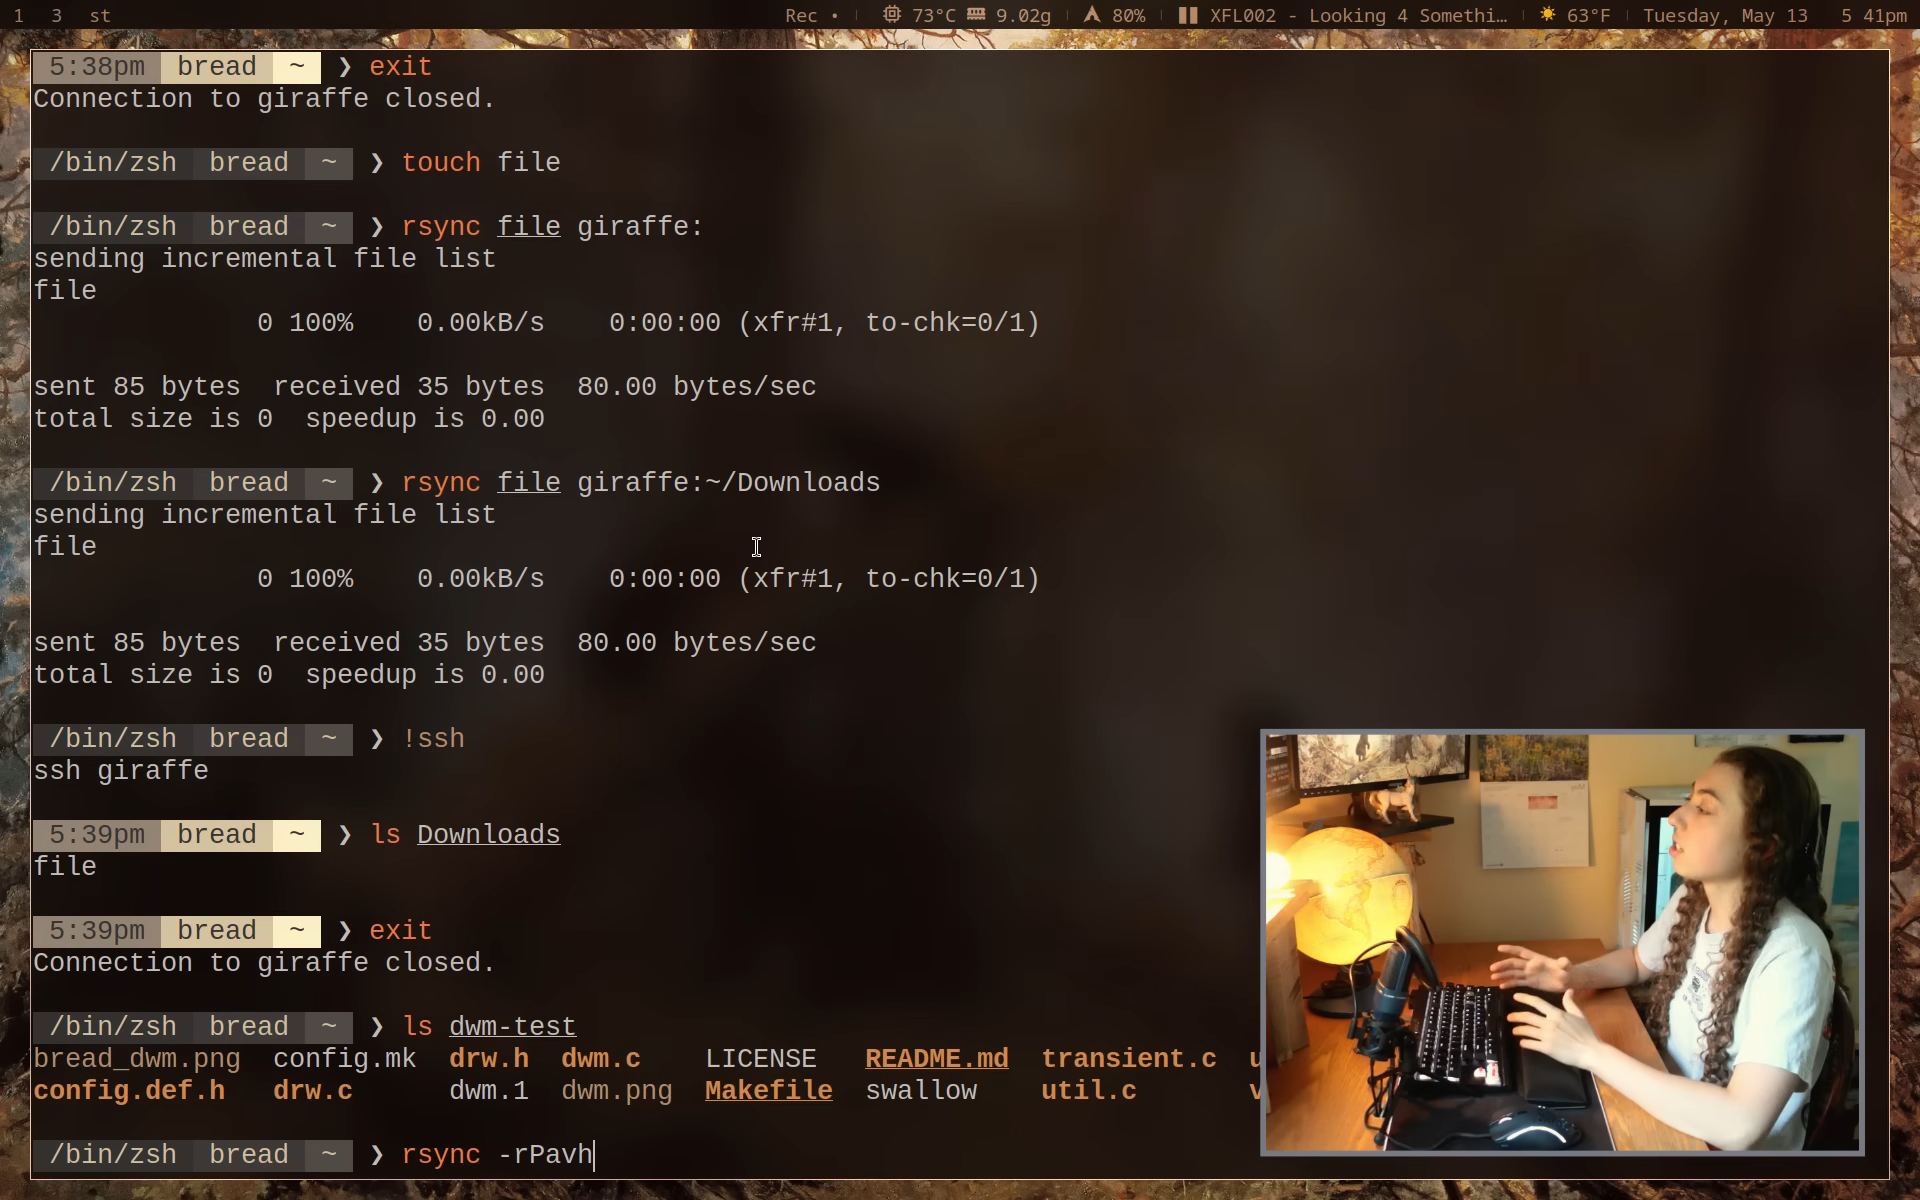 1 3 st Rec • 73°C 9.02g 80% XFL002 - Looking 4 Somethi… 63°F Tuesday, May 13 5 41pm
5:38pm bread ~ ❯ exit
Connection to giraffe closed.
/bin/zsh bread ~ ❯ touch file
/bin/zsh bread ~ ❯ rsync file giraffe:
sending incremental file list
file
0 100% 0.00kB/s 0:00:00 (xfr#1, to-chk=0/1)
sent 85 bytes received 35 bytes 80.00 bytes/sec
total size is 0 speedup is 0.00
/bin/zsh bread ~ ❯ rsync file giraffe:~/Downloads
sending incremental file list
file
0 100% 0.00kB/s 0:00:00 (xfr#1, to-chk=0/1)
sent 85 bytes received 35 bytes 80.00 bytes/sec
total size is 0 speedup is 0.00
/bin/zsh bread ~ ❯ !ssh
ssh giraffe
5:39pm bread ~ ❯ ls Downloads
file
5:39pm bread ~ ❯ exit
Connection to giraffe closed.
/bin/zsh bread ~ ❯ ls dwm-test
bread_dwm.png config.mk drw.h dwm.c LICENSE README.md transient.c
config.def.h drw.c dwm.1 dwm.png Makefile swallow util.c
/bin/zsh bread ~ ❯ rsync -rPavh